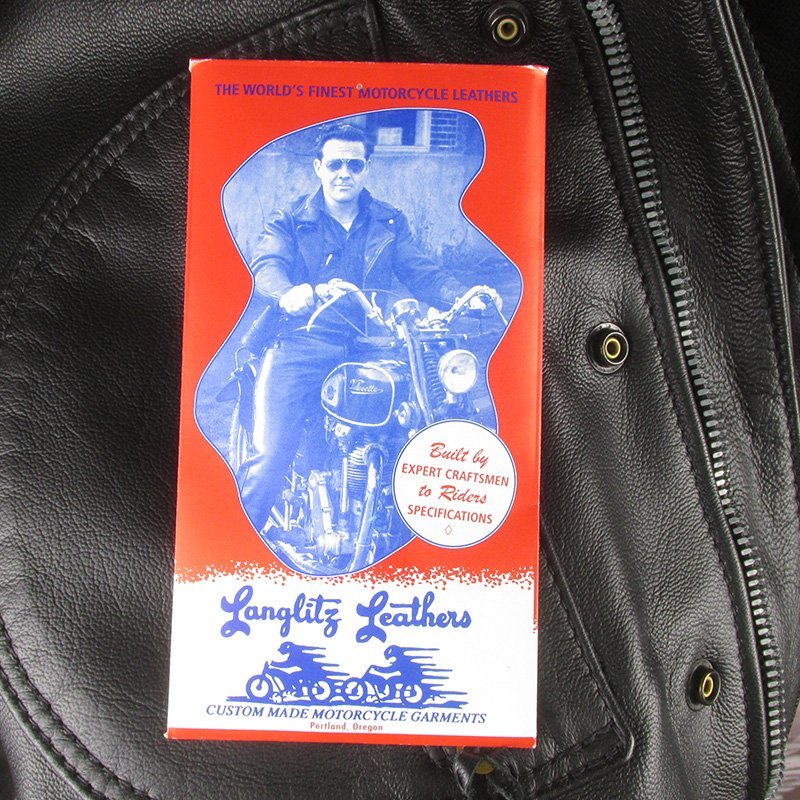 THE WORLD'S FINEST MOTORCYCLE LEATHERS
Velocette
Built by
EXPERT CRAFTSMEN
to Riders
SPECIFICATIONS
Langlitz Leathers
CUSTOM MADE MOTORCYCLE GARMENTS
Portland, Oregon